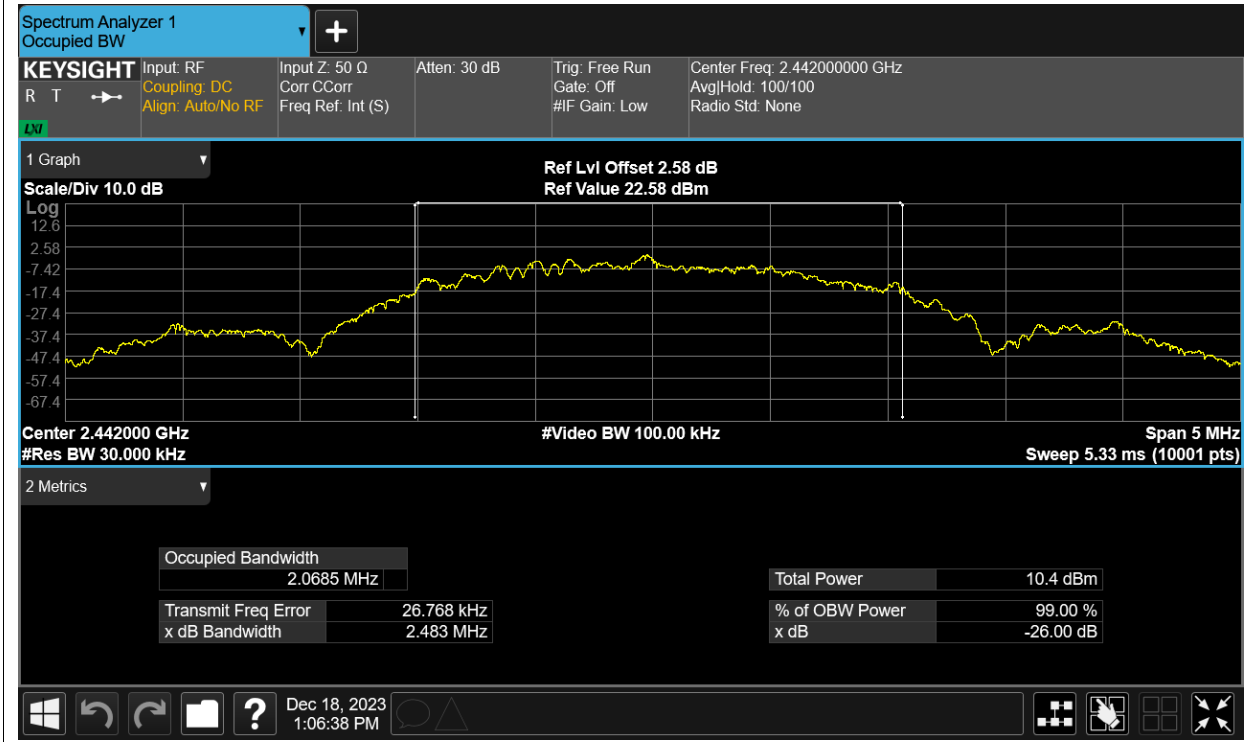 Spectrum Analyzer 1
Occupied BW
KEYSIGHT
R T
LXI
Input: RF
Coupling: DC
Align: Auto/No RF
Input Z: 50 Ω
Corr CCorr
Freq Ref: Int (S)
Atten: 30 dB
Trig: Free Run
Gate: Off
#IF Gain: Low
Center Freq: 2.442000000 GHz
Avg|Hold: 100/100
Radio Std: None
1 Graph
Scale/Div 10.0 dB
Ref Lvl Offset 2.58 dB
Ref Value 22.58 dBm
Log
12.6
2.58
-7.42
-17.4
-27.4
-37.4
-47.4
-57.4
-67.4
Center 2.442000 GHz
#Res BW 30.000 kHz
#Video BW 100.00 kHz
Span 5 MHz
Sweep 5.33 ms (10001 pts)
2 Metrics
Occupied Bandwidth
2.0685 MHz
Transmit Freq Error 26.768 kHz
x dB Bandwidth 2.483 MHz
Total Power 10.4 dBm
% of OBW Power 99.00 %
x dB -26.00 dB
?
Dec 18, 2023
1:06:38 PM